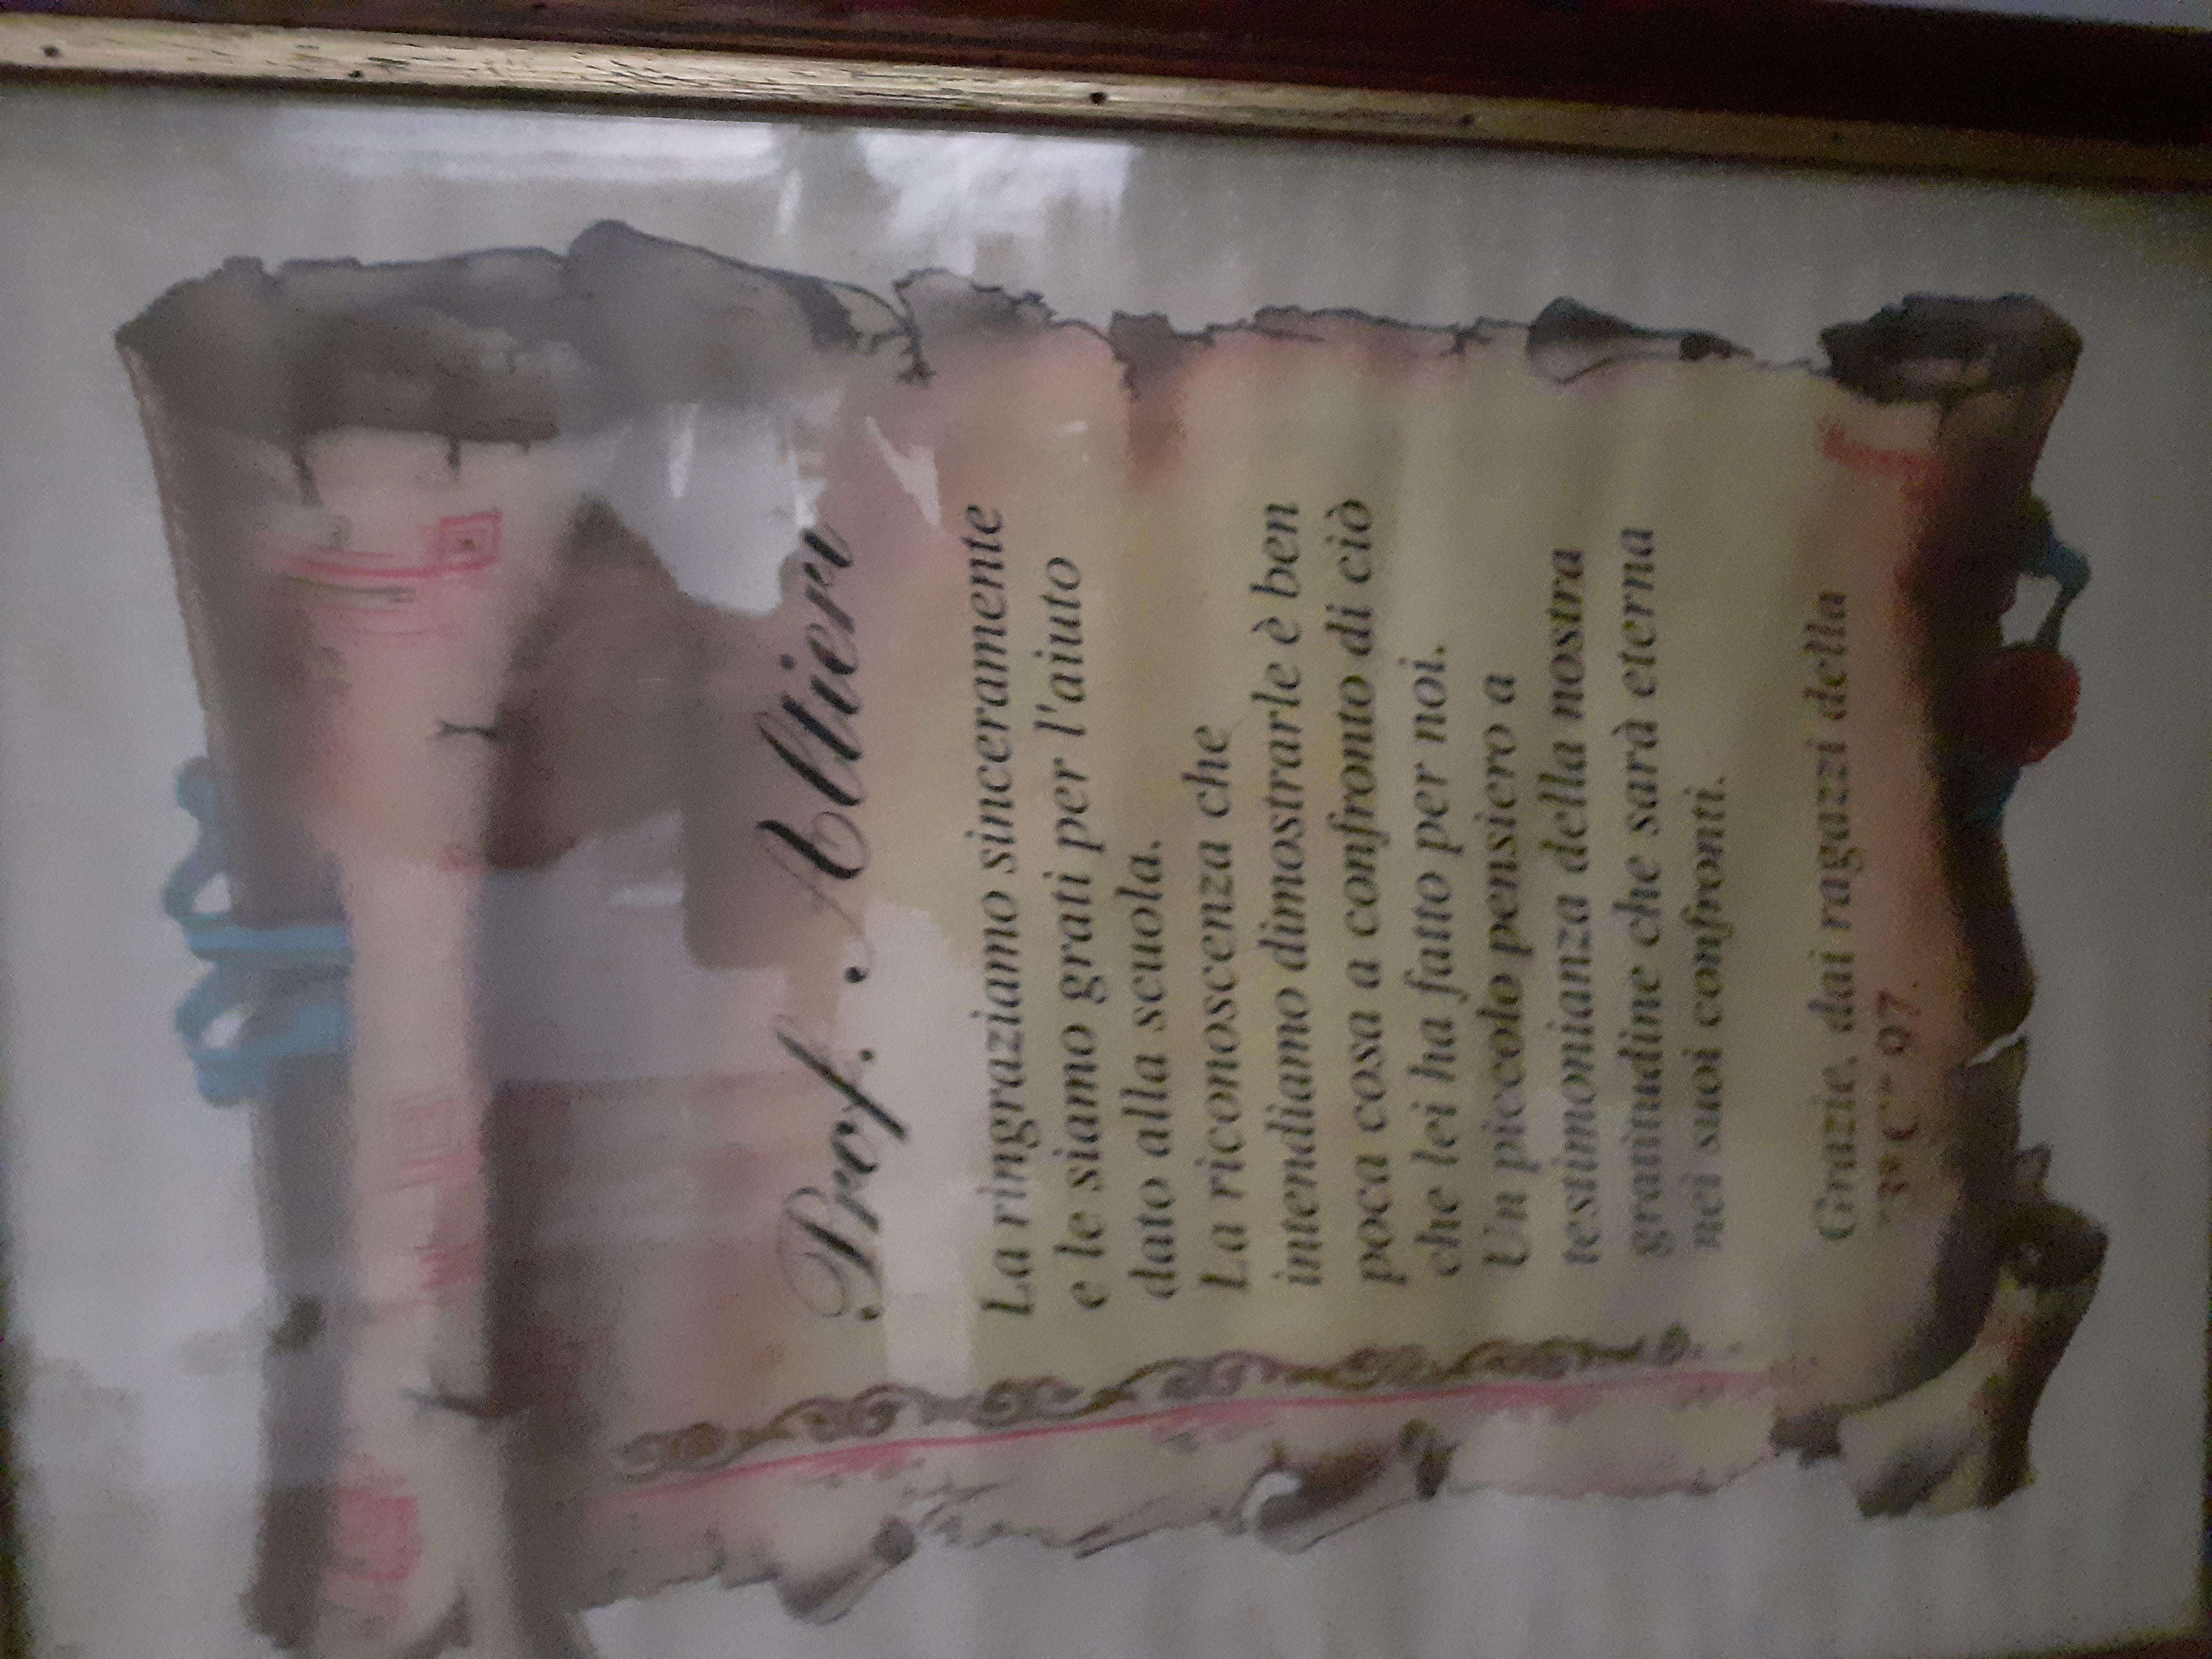 Prof. Altieri
La ringraziamo sinceramente
e le siamo grati per l'aiuto
dato alla scuola.
La riconoscenza che
intendiamo dimostrarle è ben
poca cosa a confronto di ciò
che lei ha fatto per noi.
Un piccolo pensiero a
testimonianza della nostra
gratitudine che sarà eterna
nei suoi confronti.
Grazie, dai ragazzi della
"3ª C" 97.